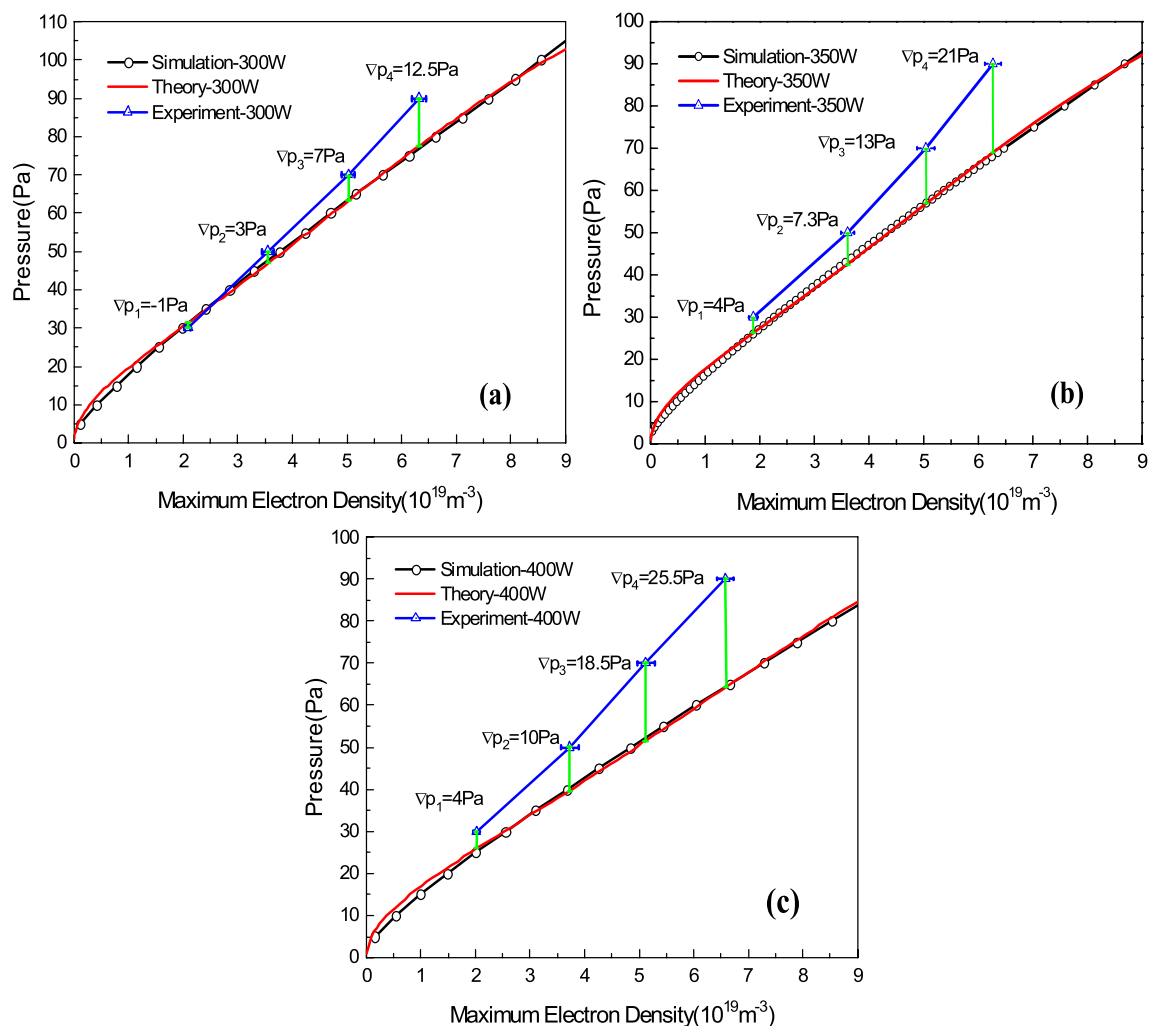 (a)
110
100
90
80
70
60
50
40
30
20
10
0
Pressure(Pa)
Simulation-300W
Theory-300W
Experiment-300W
∇p4=12.5Pa
∇p3=7Pa
∇p2=3Pa
∇p1=-1Pa
(a)
0 1 2 3 4 5 6 7 8 9
Maximum Electron Density(10^19m^-3)
100
90
80
70
60
50
40
30
20
10
0
Pressure(Pa)
Simulation-350W
Theory-350W
Experiment-350W
∇p4=21Pa
∇p3=13Pa
∇p2=7.3Pa
∇p1=4Pa
(b)
0 1 2 3 4 5 6 7 8 9
Maximum Electron Density(10^19m^-3)
100
90
80
70
60
50
40
30
20
10
0
Pressure(Pa)
Simulation-400W
Theory-400W
Experiment-400W
∇p4=25.5Pa
∇p3=18.5Pa
∇p2=10Pa
∇p1=4Pa
(c)
0 1 2 3 4 5 6 7 8 9
Maximum Electron Density(10^19m^-3)